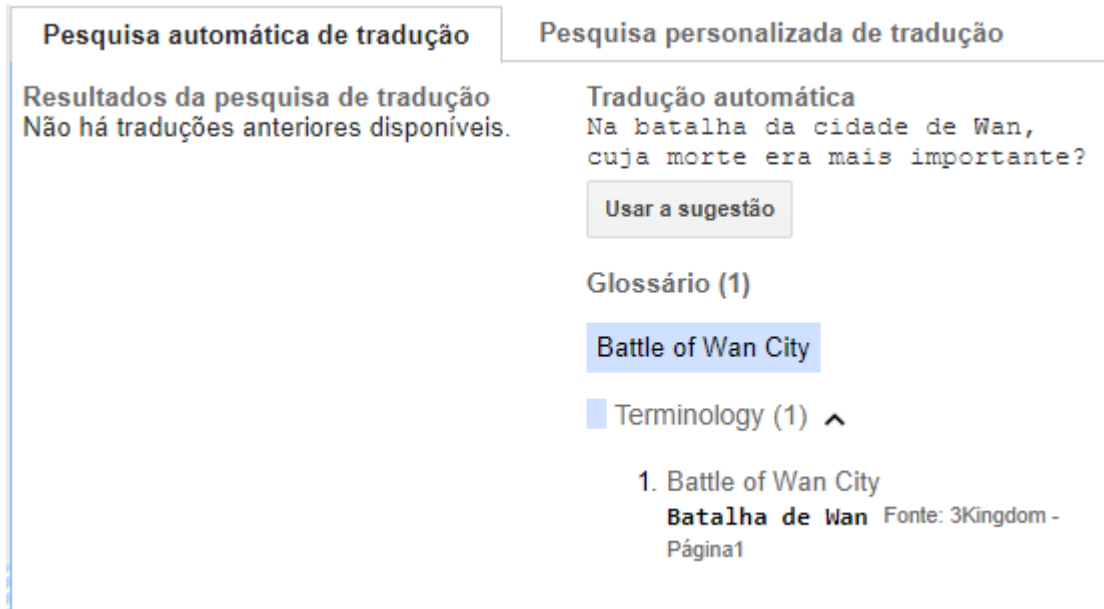 Pesquisa automática de tradução
Pesquisa personalizada de tradução
Resultados da pesquisa de tradução
Não há traduções anteriores disponíveis.
Tradução automática
Na batalha da cidade de Wan,
cuja morte era mais importante?
Usar a sugestão
Glossário (1)
Battle of Wan City
Terminology (1)
1. Battle of Wan City
Batalha de Wan Fonte: 3Kingdom -
Página1